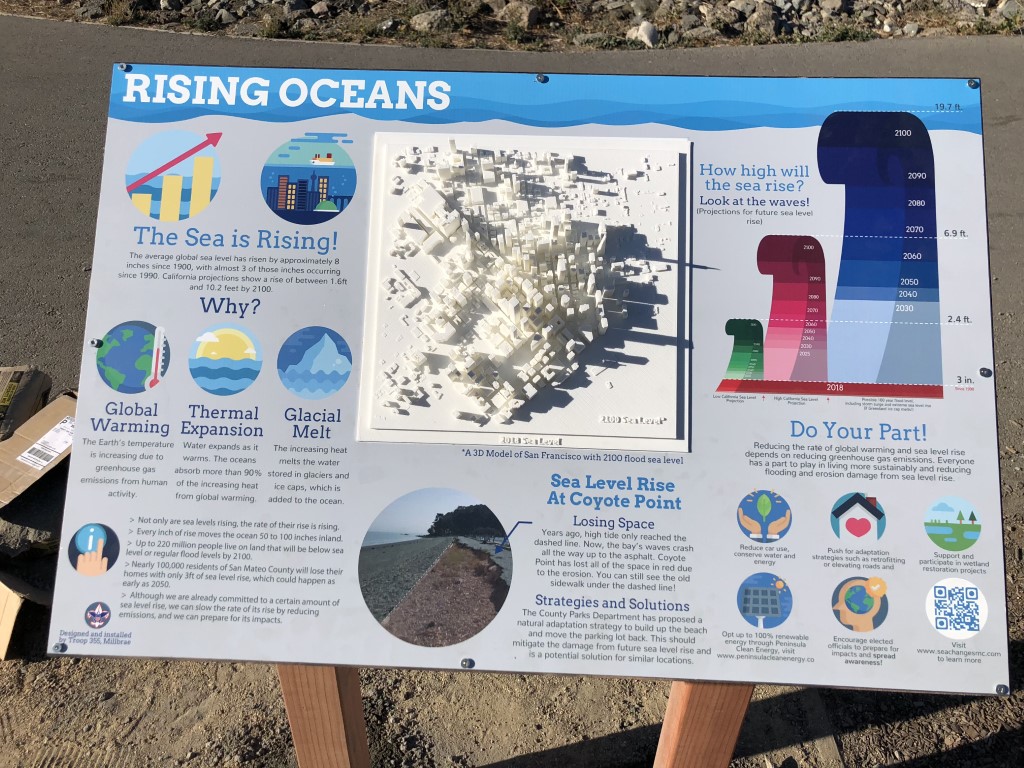 RISING OCEANS
The Sea is Rising!
The average global sea level has risen by approximately 8
inches since 1900, with almost 3 of those inches occurring
since 1990. California projections show a rise of between 1.6ft
and 10.2 feet by 2100.
Why?
Global
Warming
The Earth's temperature
is increasing due to
greenhouse gas
emissions from human
activity.
Thermal
Expansion
Water expands as it
warms. The oceans
absorb more than 90%
of the increasing heat
from global warming.
Glacial
Melt
The increasing heat
melts the water
stored in glaciers and
ice caps, which is
added to the ocean.
> Not only are sea levels rising, the rate of their rise is rising.
> Every inch of rise moves the ocean 50 to 100 inches inland.
> Up to 220 million people live on land that will be below sea
level or regular flood levels by 2100.
> Nearly 100,000 residents of San Mateo County will lose their
homes with only 3ft of sea level rise, which could happen as
early as 2050.
> Although we are already committed to a certain amount of
sea level rise, we can slow the rate of its rise by reducing
emissions, and we can prepare for its impacts.
Designed and installed
by Troop 355, Millbrae
2100 Sea Level*
Sea Level
*A 3D Model of San Francisco with 2100 flood sea level
Sea Level Rise
At Coyote Point
Losing Space
Years ago, high tide only reached the
dashed line. Now, the bay's waves crash
all the way up to the asphalt. Coyote
Point has lost all of the space in red due
to the erosion. You can still see the old
sidewalk under the dashed line!
Strategies and Solutions
The County Parks Department has proposed a
natural adaptation strategy to build up the beach
and move the parking lot back. This should
mitigate the damage from future sea level rise and
is a potential solution for similar locations.
How high will
the sea rise?
Look at the waves!
(Projections for future sea level
rise)
19.7 ft.
2100
2090
2080
2070
6.9 ft.
2060
2050
2040
2030
2100
2090
2080
2070
2060
2050
2040
2030
2.4 ft.
3 in.
Since 1990
2018
Low California Sea Level
Projection
High California Sea Level
Projection
Do Your Part!
Reducing the rate of global warming and sea level rise
depends on reducing greenhouse gas emissions. Everyone
has a part to play in living more sustainably and reducing
flooding and erosion damage from sea level rise.
Reduce car use,
conserve water and
energy
Push for adaptation
strategies such as retrofitting
or elevating roads and
Support and
participate in wetland
restoration projects
Opt up to 100% renewable
energy through Peninsula
Clean Energy, visit
www.peninsulacleanenergy.co
Encourage elected
officials to prepare for
impacts and spread
awareness!
Visit
www.seachangesmc.com
to learn more